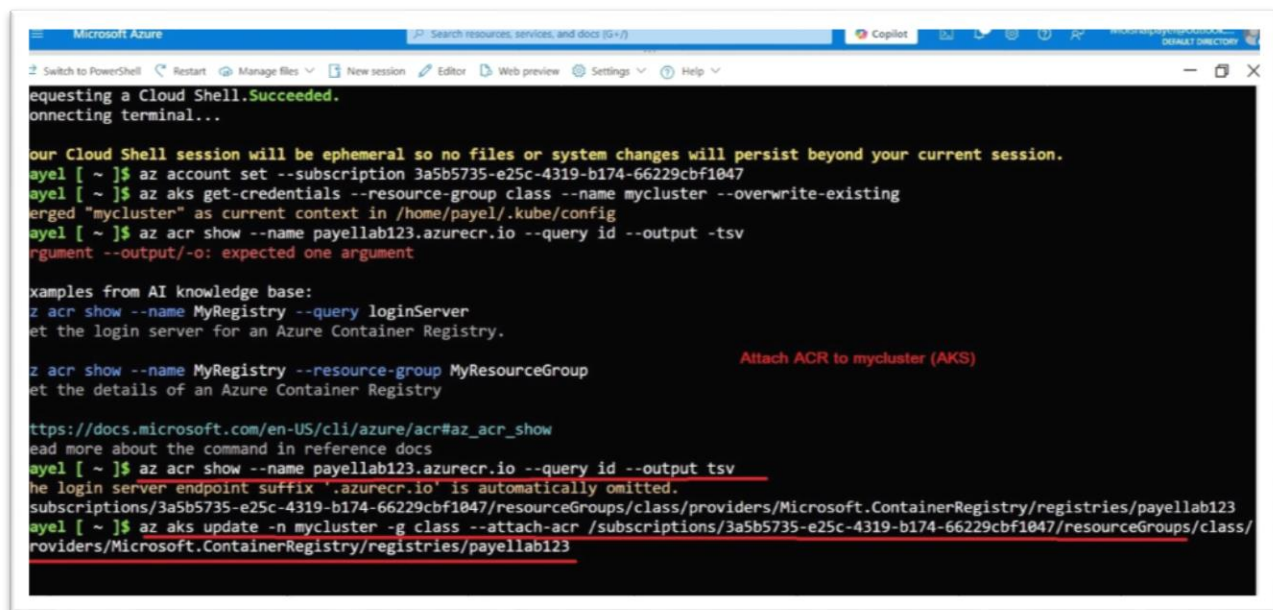 Microsoft Azure
Search resources, services, and docs (G+/)
Copilot
DEFAULT DIRECTORY
Switch to PowerShell Restart Manage files New session Editor Web preview Settings Help
equesting a Cloud Shell.Succeeded.
onnecting terminal...
our Cloud Shell session will be ephemeral so no files or system changes will persist beyond your current session.
ayel [ ~ ]$ az account set --subscription 3a5b5735-e25c-4319-b174-66229cbf1047
ayel [ ~ ]$ az aks get-credentials --resource-group class --name mycluster --overwrite-existing
erged "mycluster" as current context in /home/payel/.kube/config
ayel [ ~ ]$ az acr show --name payellab123.azurecr.io --query id --output -tsv
rgument --output/-o: expected one argument
xamples from AI knowledge base:
z acr show --name MyRegistry --query loginServer
et the login server for an Azure Container Registry.
Attach ACR to mycluster (AKS)
z acr show --name MyRegistry --resource-group MyResourceGroup
et the details of an Azure Container Registry
ttps://docs.microsoft.com/en-US/cli/azure/acr#az_acr_show
ead more about the command in reference docs
ayel [ ~ ]$ az acr show --name payellab123.azurecr.io --query id --output tsv
he login server endpoint suffix '.azurecr.io' is automatically omitted.
subscriptions/3a5b5735-e25c-4319-b174-66229cbf1047/resourceGroups/class/providers/Microsoft.ContainerRegistry/registries/payellab123
ayel [ ~ ]$ az aks update -n mycluster -g class --attach-acr /subscriptions/3a5b5735-e25c-4319-b174-66229cbf1047/resourceGroups/class/
roviders/Microsoft.ContainerRegistry/registries/payellab123